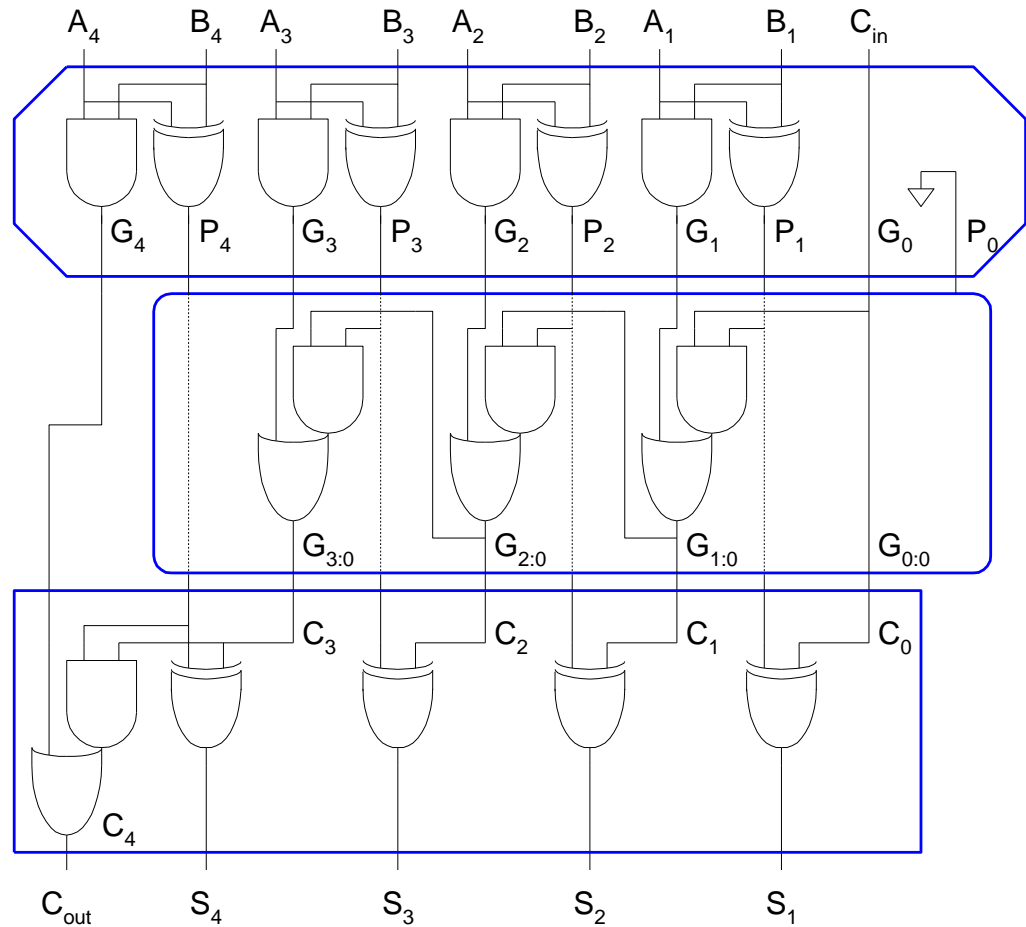 A4 B4 A3 B3 A2 B2 A1 B1 Cin
G4 P4 G3 P3 G2 P2 G1 P1 G0 P0
G3:0 G2:0 G1:0 G0:0
C3 C2 C1 C0
C4
Cout S4 S3 S2 S1